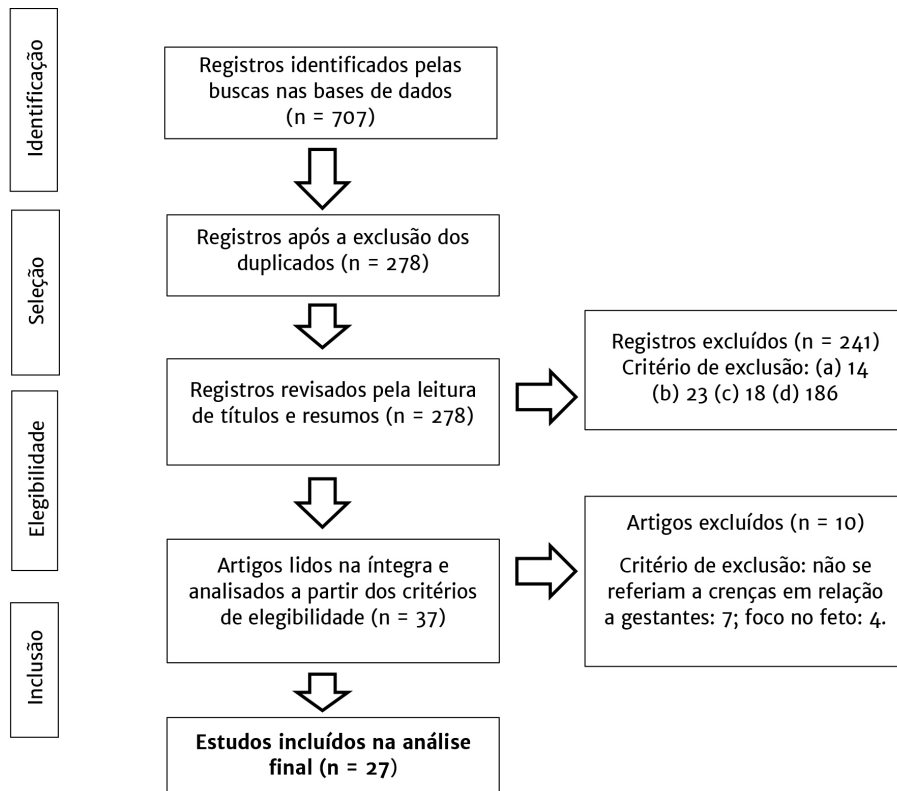 Identificação
Registros identificados pelas
buscas nas bases de dados
(n = 707)
Seleção
Registros após a exclusão dos
duplicados (n = 278)
Registros excluídos (n = 241)
Critério de exclusão: (a) 14
(b) 23 (c) 18 (d) 186
Registros revisados pela leitura
de títulos e resumos (n = 278)
Elegibilidade
Artigos excluídos (n = 10)
Critério de exclusão: não se
referiam a crenças em relação
a gestantes: 7; foco no feto: 4.
Artigos lidos na íntegra e
analisados a partir dos critérios
de elegibilidade (n = 37)
Inclusão
Estudos incluídos na análise
final (n = 27)